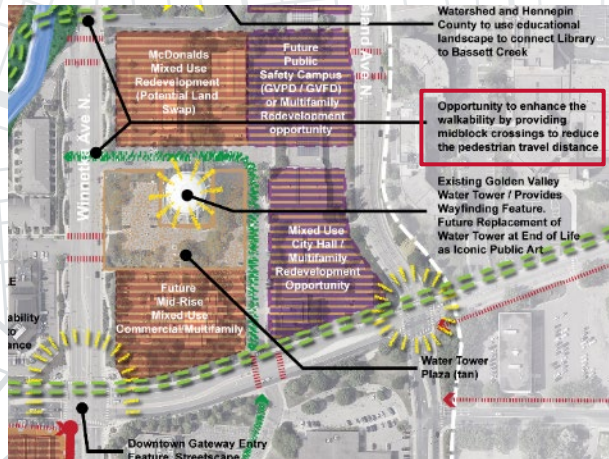 Watershed and Hennepin
County to use educational
landscape to connect Library
to Bassett Creek
McDonalds
Mixed Use
Redevelopment
(Potential Land
Swap)
Future
Public
Safety Campus
(GVPD / GVFD)
or Multifamily
Redevelopment
opportunity
Ave N.
Opportunity to enhance the
walkability by providing
midblock crossings to reduce
the pedestrian travel distance
Winnetka Ave N.
Existing Golden Valley
Water Tower / Provides
Wayfinding Feature.
Future Replacement of
Water Tower at End of Life
as Iconic Public Art
Mixed Use
City Hall /
Multifamily
Redevelopment
Opportunity
Future
Mid-Rise
Mixed Use
Commercial/Multifamily
Water Tower
Plaza (tan)
Downtown Gateway Entry
Feature, Streetscape